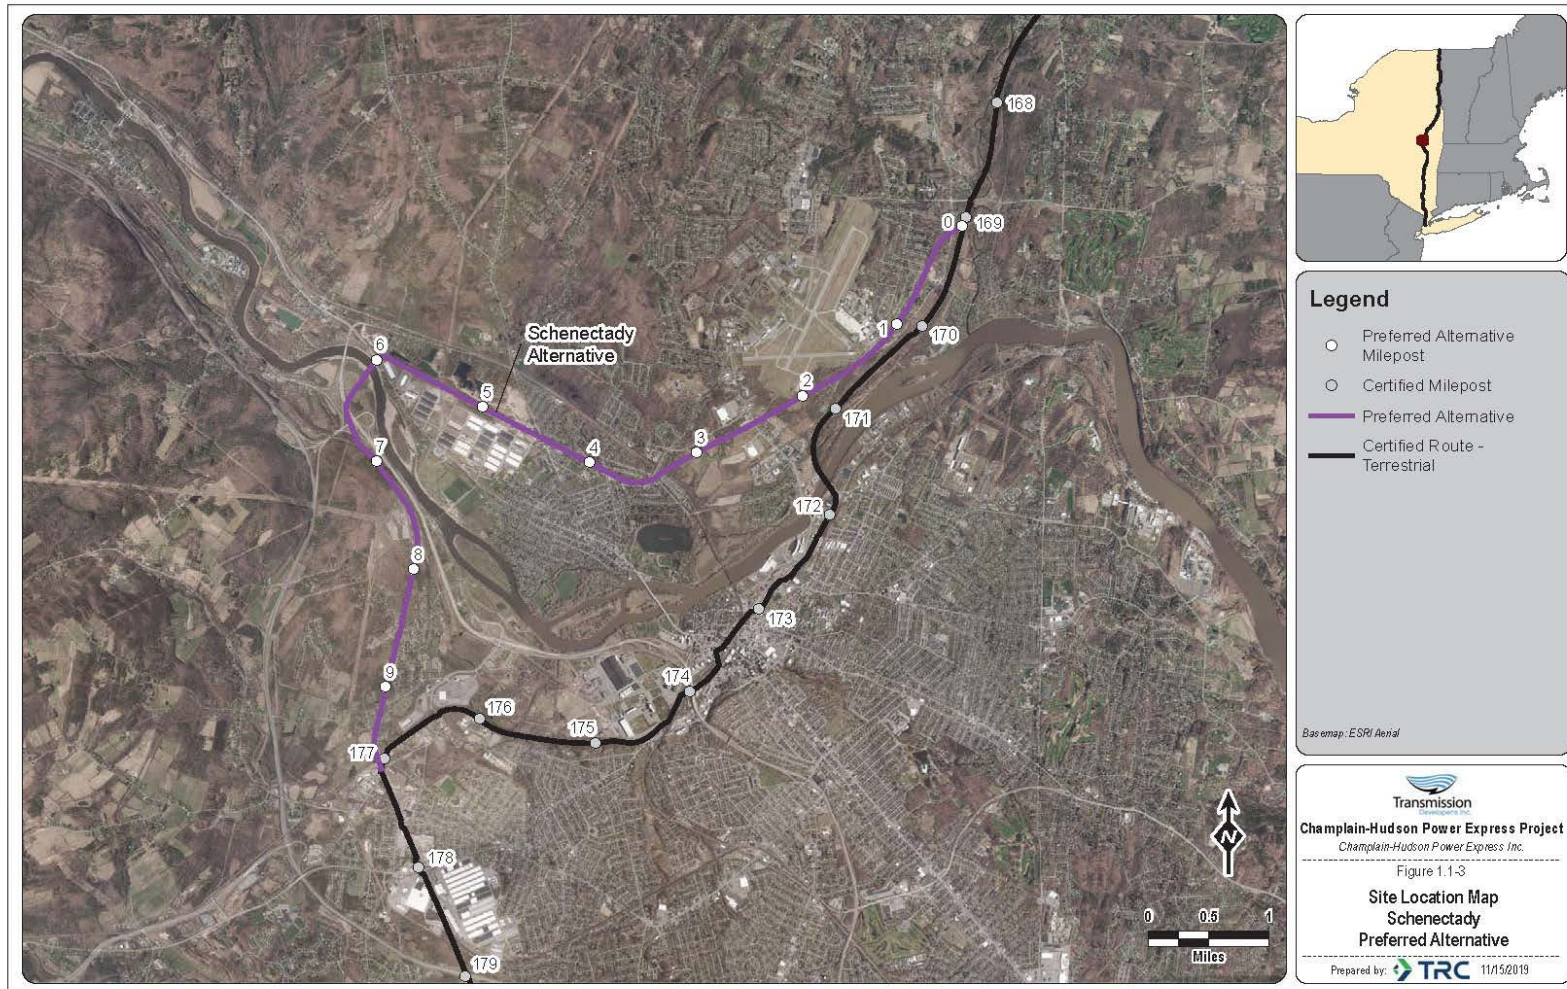 168
0
169
1
170
2
171
3
4
5
6
7
8
9
Schenectady
Alternative
172
173
174
175
176
177
178
179
N
0 0.5 1
Miles
Legend
Preferred Alternative
Milepost
Certified Milepost
Preferred Alternative
Certified Route -
Terrestrial
Basemap: ESRI Aerial
Transmission
Developers Inc.
Champlain-Hudson Power Express Project
Champlain-Hudson Power Express Inc.
Figure 1.1-3
Site Location Map
Schenectady
Preferred Alternative
Prepared by: TRC 11/15/2019